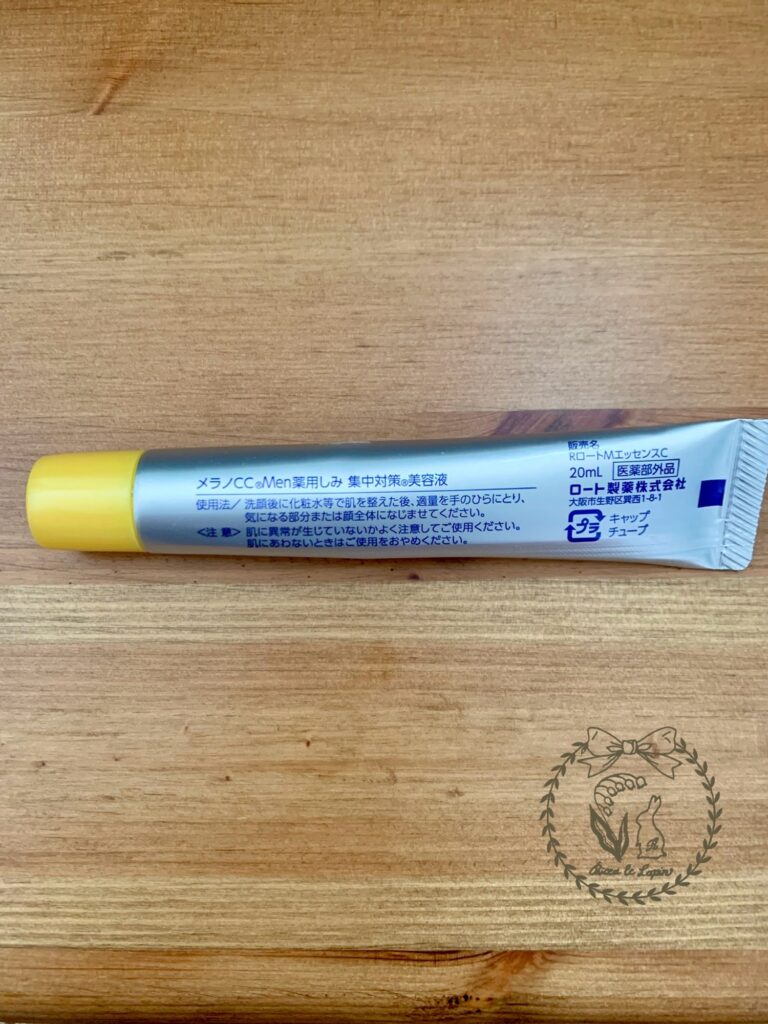 メラノCC®Men薬用しみ 集中対策®美容液
使用法/洗顔後に化粧水等で肌を整えた後、適量を手のひらにとり、
気になる部分または顔全体になじませてください。
<注意>肌に異常が生じていないかよく注意してご使用ください。
肌にあわないときはご使用をおやめください。
販売名
RロートMエッセンスC
20mL 医薬部外品
ロート製薬株式会社
大阪市生野区巽西1-8-1
プラ キャップ
チューブ
& Lapin